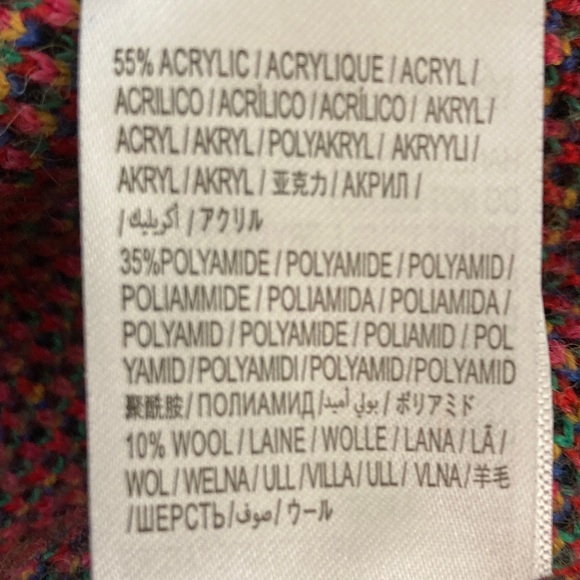 55% ACRYLIC / ACRYLIQUE / ACRYL /
ACRILICO / ACRÍLICO / ACRÍLICO / AKRYL /
ACRYL / AKRYL / POLYAKRYL / AKRYYLI /
AKRYL / AKRYL / 亚克力 / АКРИЛ /
/ أكريليك / アクリル
35%POLYAMIDE / POLYAMIDE / POLYAMID /
POLIAMMIDE / POLIAMIDA / POLIAMIDA /
POLYAMID / POLYAMIDE / POLIAMID / POL
YAMID / POLYAMIDI / POLYAMID / POLYAMID
聚酰胺 / ПОЛИАМИД / بولي أميد / ポリアミド
10% WOOL / LAINE / WOLLE / LANA / LÃ /
WOL / WELNA / ULL / VILLA / ULL / VLNA / 羊毛
/ ШЕРСТЬ / صوف / ウール